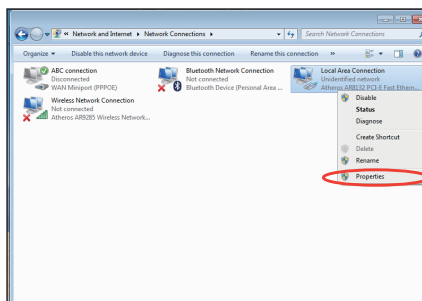 « Network and Internet ▸ Network Connections ▸
Search Network Connections
Organize ▾ Disable this network device Diagnose this connection Rename this connection »
ABC connection
Disconnected
WAN Miniport (PPPOE)
Bluetooth Network Connection
Not connected
Bluetooth Device (Personal Area ...
Local Area Connection
Unidentified network
Atheros AR8132 PCI-E Fast Ethern...
Wireless Network Connection
Not connected
Atheros AR9285 Wireless Network...
Disable
Status
Diagnose
Create Shortcut
Delete
Rename
Properties